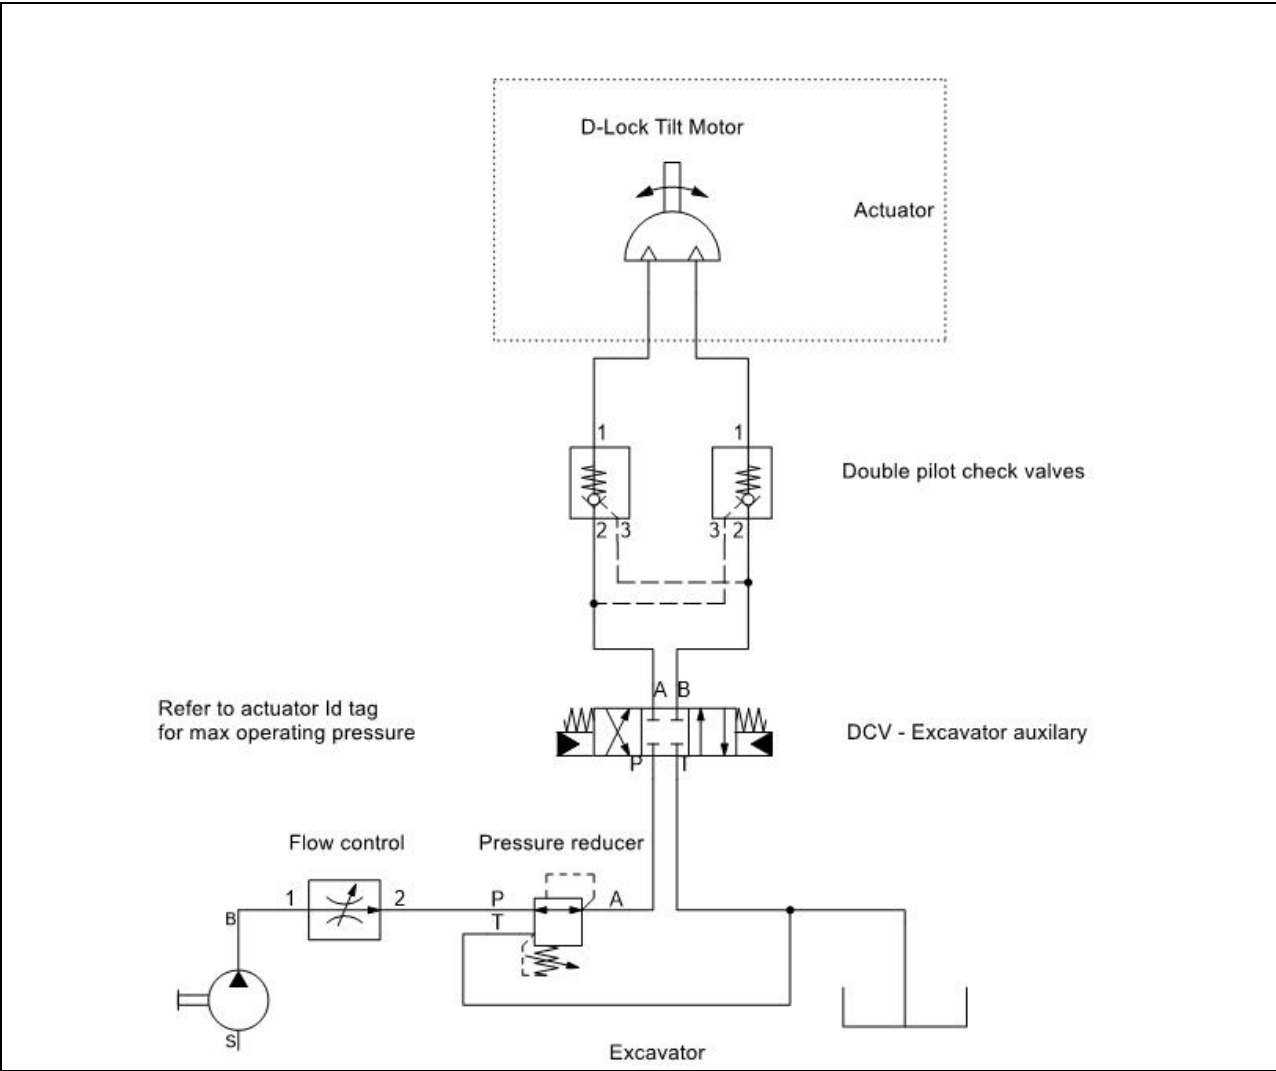 D-Lock Tilt Motor
Actuator
1 1
Double pilot check valves
2 3 3 2
A B
Refer to actuator Id tag
for max operating pressure
DCV - Excavator auxilary
P T
Flow control
Pressure reducer
1 2 P A
B T
S
Excavator